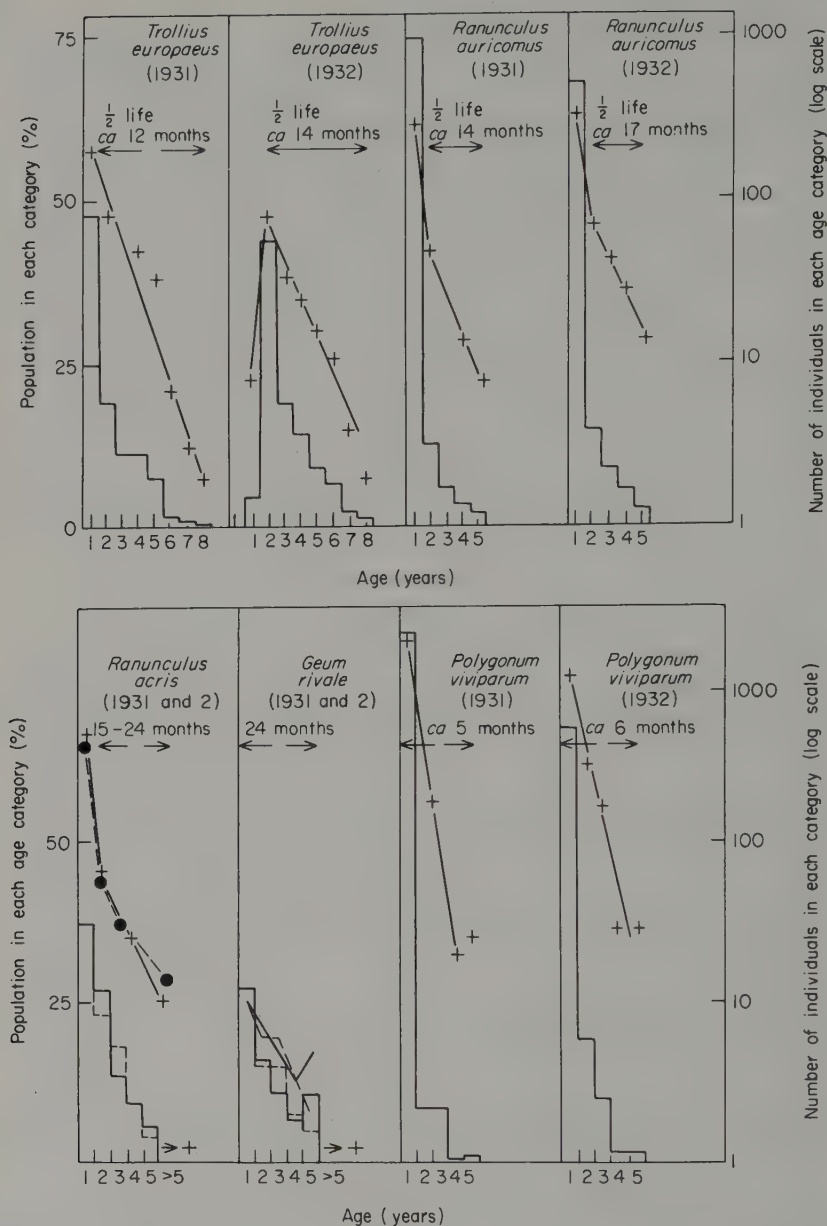 Trollius
europaeus
(1931)
½ life
ca 12 months
Trollius
europaeus
(1932)
½ life
ca 14 months
Ranunculus
auricomus
(1931)
½ life
ca 14 months
Ranunculus
auricomus
(1932)
½ life
ca 17 months
Population in each category (%)
75
50
25
0
1000
100
10
1
Number of individuals in each age category (log scale)
1 2 3 4 5 6 7 8
1 2 3 4 5 6 7 8
1 2 3 4 5
1 2 3 4 5
Age (years)
Ranunculus
acris
(1931 and 2)
15-24 months
Geum
rivale
(1931 and 2)
24 months
Polygonum
viviparum
(1931)
ca 5 months
Polygonum
viviparum
(1932)
ca 6 months
Population in each age category (%)
50
25
1000
100
10
1
Number of individuals in each category (log scale)
1 2 3 4 5 >5
1 2 3 4 5 >5
1 2 3 4 5
1 2 3 4 5
Age (years)